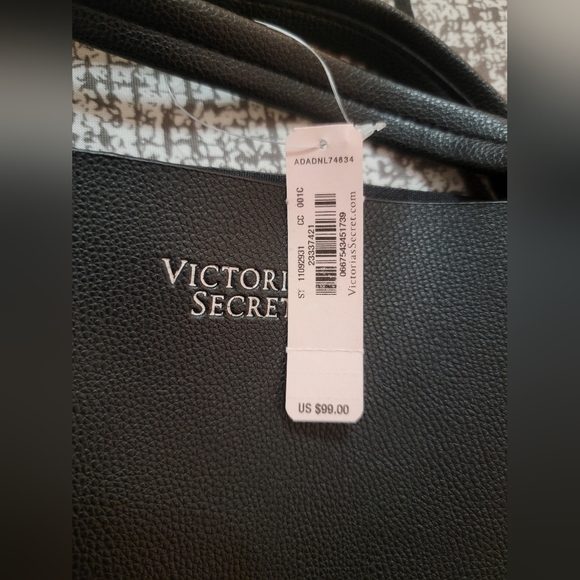 ADADNL74634
ST 11092931 CC 001C
23337421
0667543451739
VictoriasSecret.com
VICTORI
SECRET
US $99.00